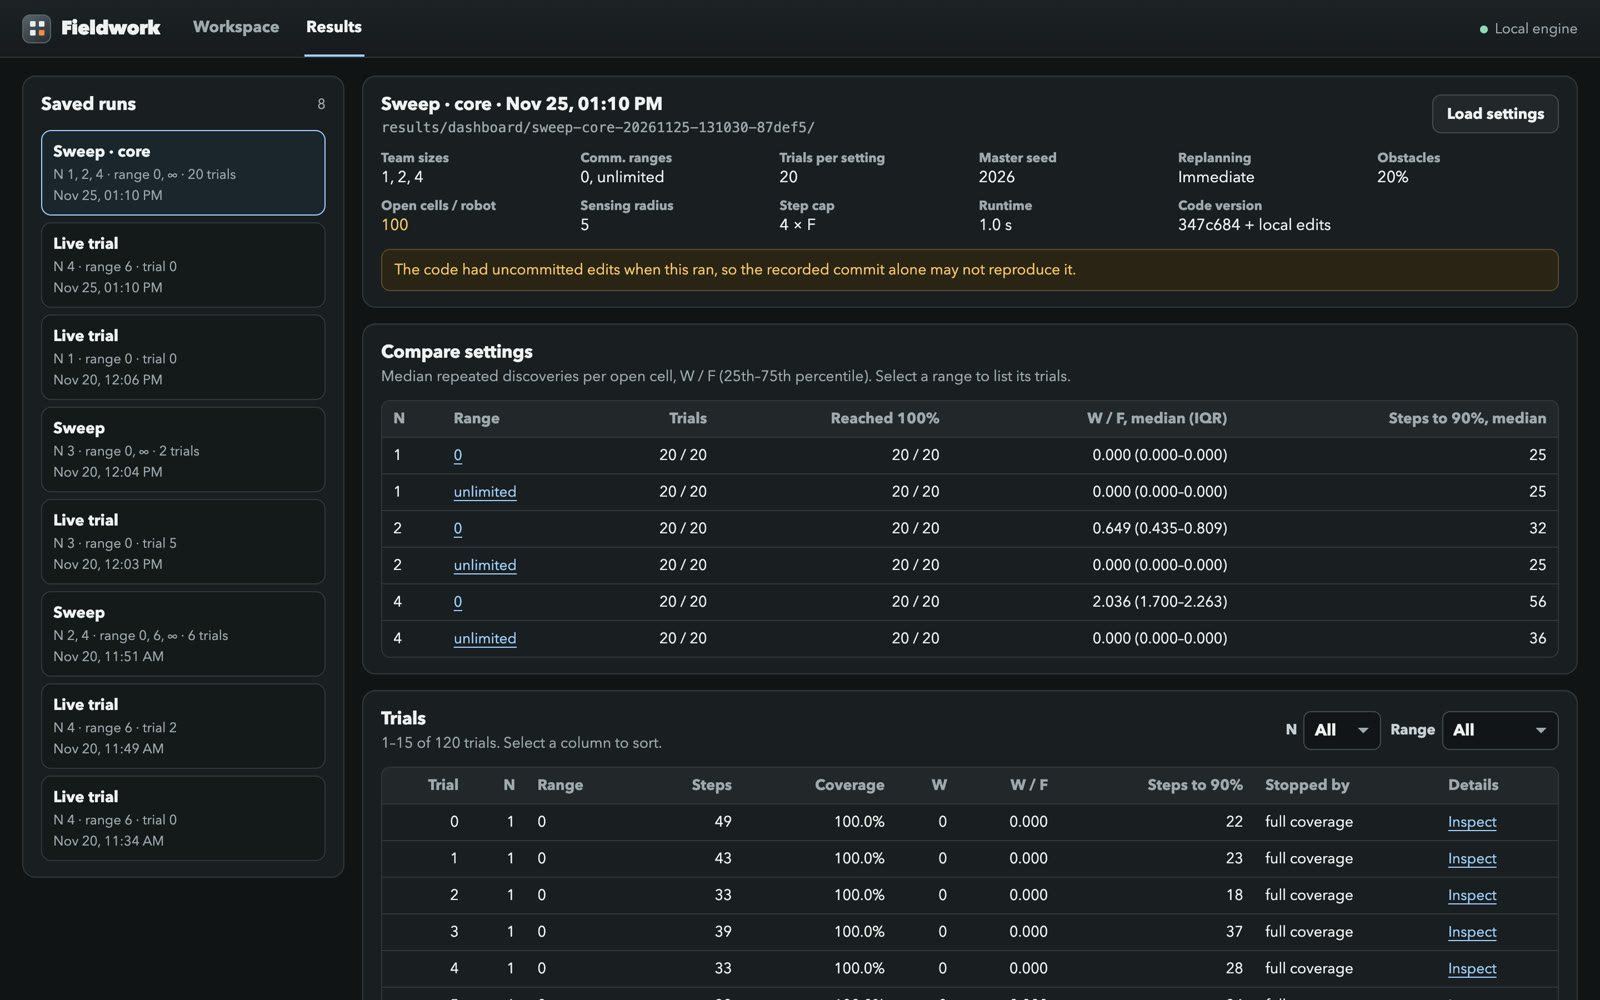 Fieldwork
Workspace
Results
Local engine
Saved runs
8
Sweep · core
N 1, 2, 4 · range 0, ∞ · 20 trials
Nov 25, 01:10 PM
Live trial
N 4 · range 6 · trial 0
Nov 25, 01:10 PM
Live trial
N 1 · range 0 · trial 0
Nov 20, 12:06 PM
Sweep
N 3 · range 0, ∞ · 2 trials
Nov 20, 12:04 PM
Live trial
N 3 · range 0 · trial 5
Nov 20, 12:03 PM
Sweep
N 2, 4 · range 0, 6, ∞ · 6 trials
Nov 20, 11:51 AM
Live trial
N 4 · range 6 · trial 2
Nov 20, 11:49 AM
Live trial
N 4 · range 6 · trial 0
Nov 20, 11:34 AM
Sweep · core · Nov 25, 01:10 PM
results/dashboard/sweep-core-20261125-131030-87def5/
Load settings
Team sizes Comm. ranges Trials per setting Master seed Replanning Obstacles
1, 2, 4 0, unlimited 20 2026 Immediate 20%
Open cells / robot Sensing radius Step cap Runtime Code version
100 5 4 × F 1.0 s 347c684 + local edits
The code had uncommitted edits when this ran, so the recorded commit alone may not reproduce it.
Compare settings
Median repeated discoveries per open cell, W / F (25th–75th percentile). Select a range to list its trials.
N Range Trials Reached 100% W / F, median (IQR) Steps to 90%, median
1 0 20 / 20 20 / 20 0.000 (0.000–0.000) 25
1 unlimited 20 / 20 20 / 20 0.000 (0.000–0.000) 25
2 0 20 / 20 20 / 20 0.649 (0.435–0.809) 32
2 unlimited 20 / 20 20 / 20 0.000 (0.000–0.000) 25
4 0 20 / 20 20 / 20 2.036 (1.700–2.263) 56
4 unlimited 20 / 20 20 / 20 0.000 (0.000–0.000) 36
Trials
1–15 of 120 trials. Select a column to sort.
N All Range All
Trial N Range Steps Coverage W W / F Steps to 90% Stopped by Details
0 1 0 49 100.0% 0 0.000 22 full coverage Inspect
1 1 0 43 100.0% 0 0.000 23 full coverage Inspect
2 1 0 33 100.0% 0 0.000 18 full coverage Inspect
3 1 0 39 100.0% 0 0.000 37 full coverage Inspect
4 1 0 33 100.0% 0 0.000 28 full coverage Inspect